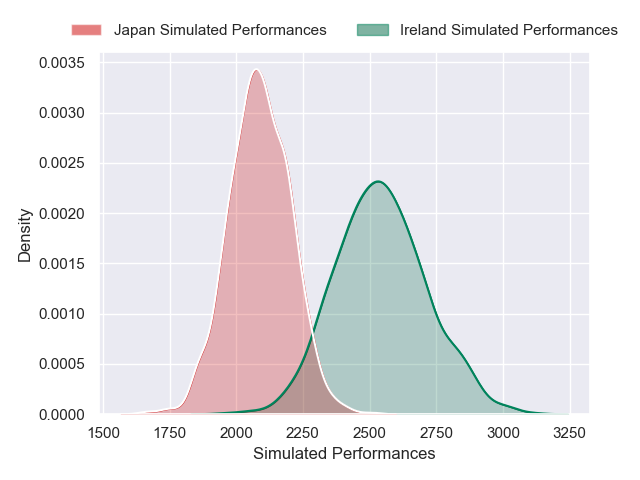 Japan Simulated Performances
Ireland Simulated Performances
0.0035
0.0030
0.0025
0.0020
0.0015
0.0010
0.0005
0.0000
Density
1500 1750 2000 2250 2500 2750 3000 3250
Simulated Performances